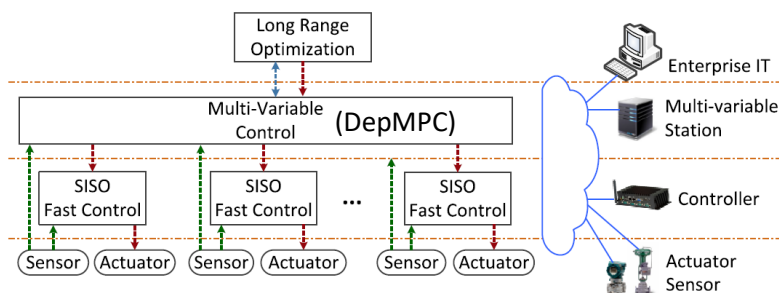 Long Range
Optimization
Multi-Variable
Control
(DepMPC)
SISO
Fast Control
SISO
Fast Control
...
SISO
Fast Control
Sensor
Actuator
Sensor
Actuator
Sensor
Actuator
Enterprise IT
Multi-variable
Station
Controller
Actuator
Sensor